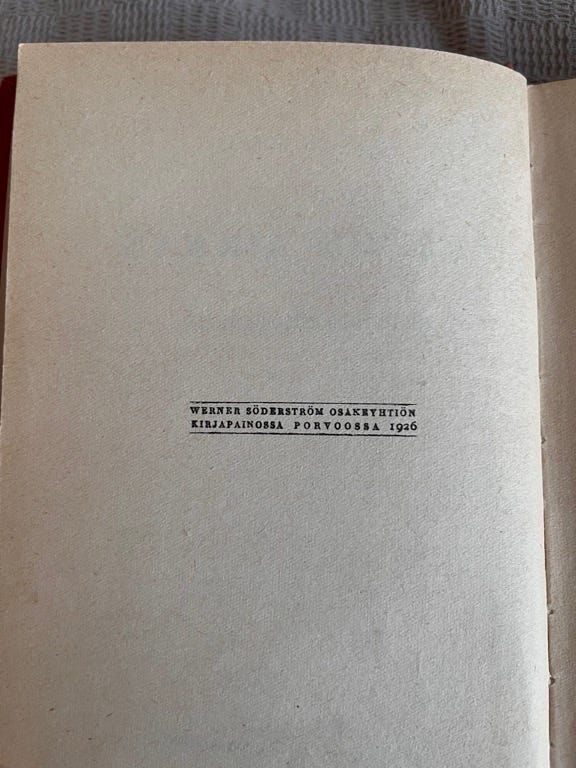 WERNER SÖDERSTRÖM OSAKEYHTIÖN
KIRJAPAINOSSA PORVOOSSA 1926